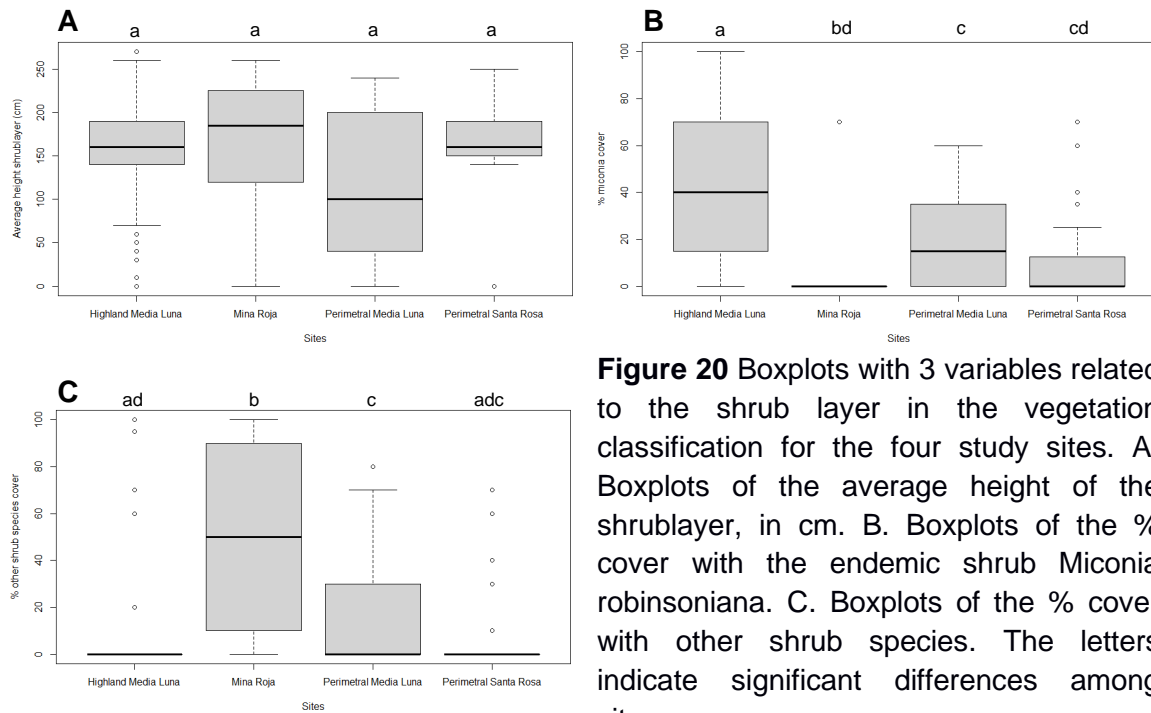 A
a a a a
Average height shrublayer (cm)
250
200
150
100
50
0
Highland Media Luna Mina Roja Perimetral Media Luna Perimetral Santa Rosa
Sites
B
a bd c cd
% miconia cover
100
80
60
40
20
0
Highland Media Luna Mina Roja Perimetral Media Luna Perimetral Santa Rosa
Sites
C
ad b c adc
% other shrub species cover
100
80
60
40
20
0
Highland Media Luna Mina Roja Perimetral Media Luna Perimetral Santa Rosa
Sites
Figure 20 Boxplots with 3 variables related
to the shrub layer in the vegetation
classification for the four study sites. A.
Boxplots of the average height of the
shrublayer, in cm. B. Boxplots of the %
cover with the endemic shrub Miconia
robinsoniana. C. Boxplots of the % cove
with other shrub species. The letters
indicate significant differences among